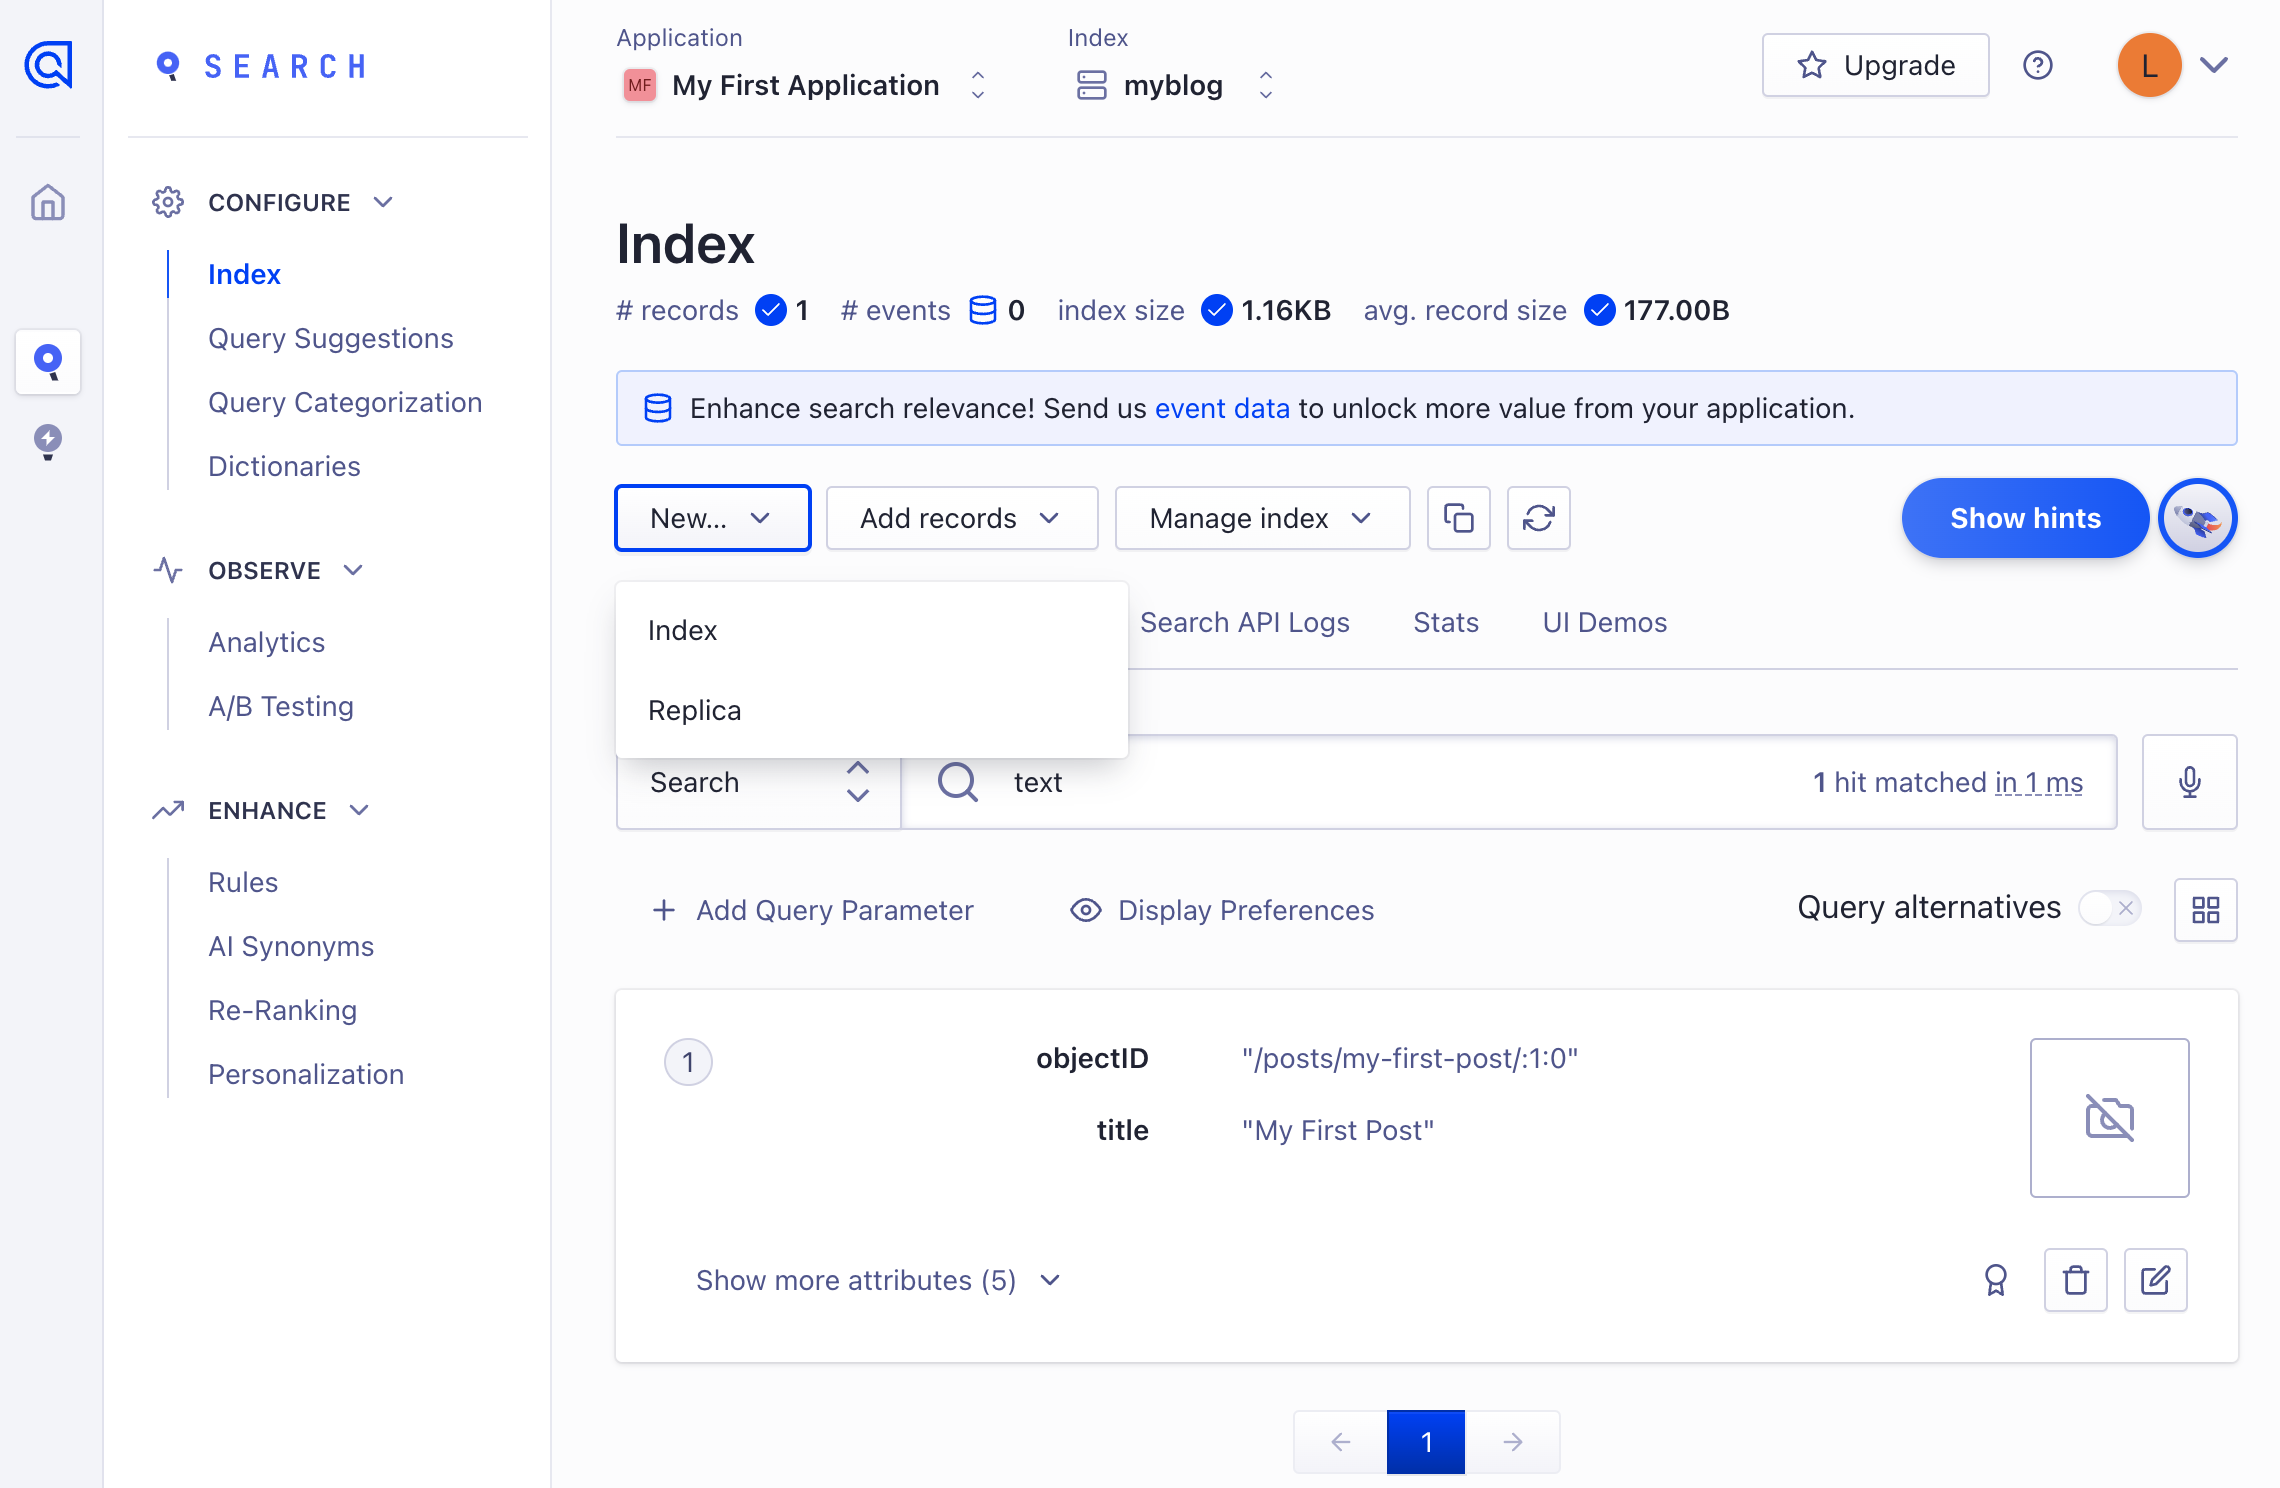 SEARCH
CONFIGURE
Index
Query Suggestions
Query Categorization
Dictionaries
OBSERVE
Analytics
A/B Testing
ENHANCE
Rules
AI Synonyms
Re-Ranking
Personalization
Application
MF My First Application
Index
myblog
Upgrade
L
Index
# records 1 # events 0 index size 1.16KB avg. record size 177.00B
Enhance search relevance! Send us event data to unlock more value from your application.
New...
Add records
Manage index
Show hints
Index
Replica
Search API Logs
Stats
UI Demos
Search
text
1 hit matched in 1 ms
Add Query Parameter
Display Preferences
Query alternatives
1
objectID "/posts/my-first-post/:1:0"
title "My First Post"
Show more attributes (5)
1